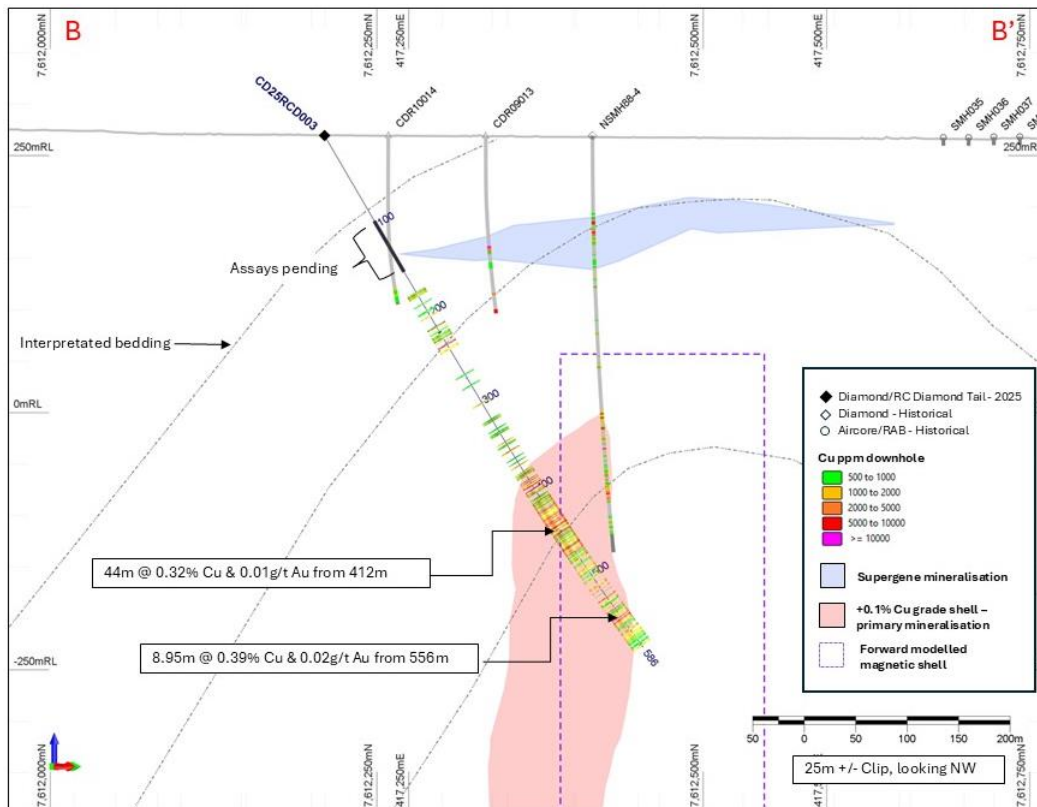 B
B'
7,612,000mN
7,612,250mN
417,250mE
7,612,500mN
417,500mE
7,612,750mN
CD25RCD003
CDR10014
CDR09013
NSMH88-4
SMH035
SMH036
SMH037
250mRL
250mRL
100
Assays pending
200
Interpretated bedding
300
0mRL
Diamond/RC Diamond Tail - 2025
Diamond - Historical
Aircore/RAB - Historical
Cu ppm downhole
500 to 1000
1000 to 2000
2000 to 5000
5000 to 10000
>= 10000
Supergene mineralisation
+0.1% Cu grade shell –
primary mineralisation
Forward modelled
magnetic shell
44m @ 0.32% Cu & 0.01g/t Au from 412m
8.95m @ 0.39% Cu & 0.02g/t Au from 556m
586
-250mRL
50 0 50 100 150 200m
25m +/- Clip, looking NW
7,612,000mN
7,612,250mN
417,250mE
7,612,500mN
7,612,750mN